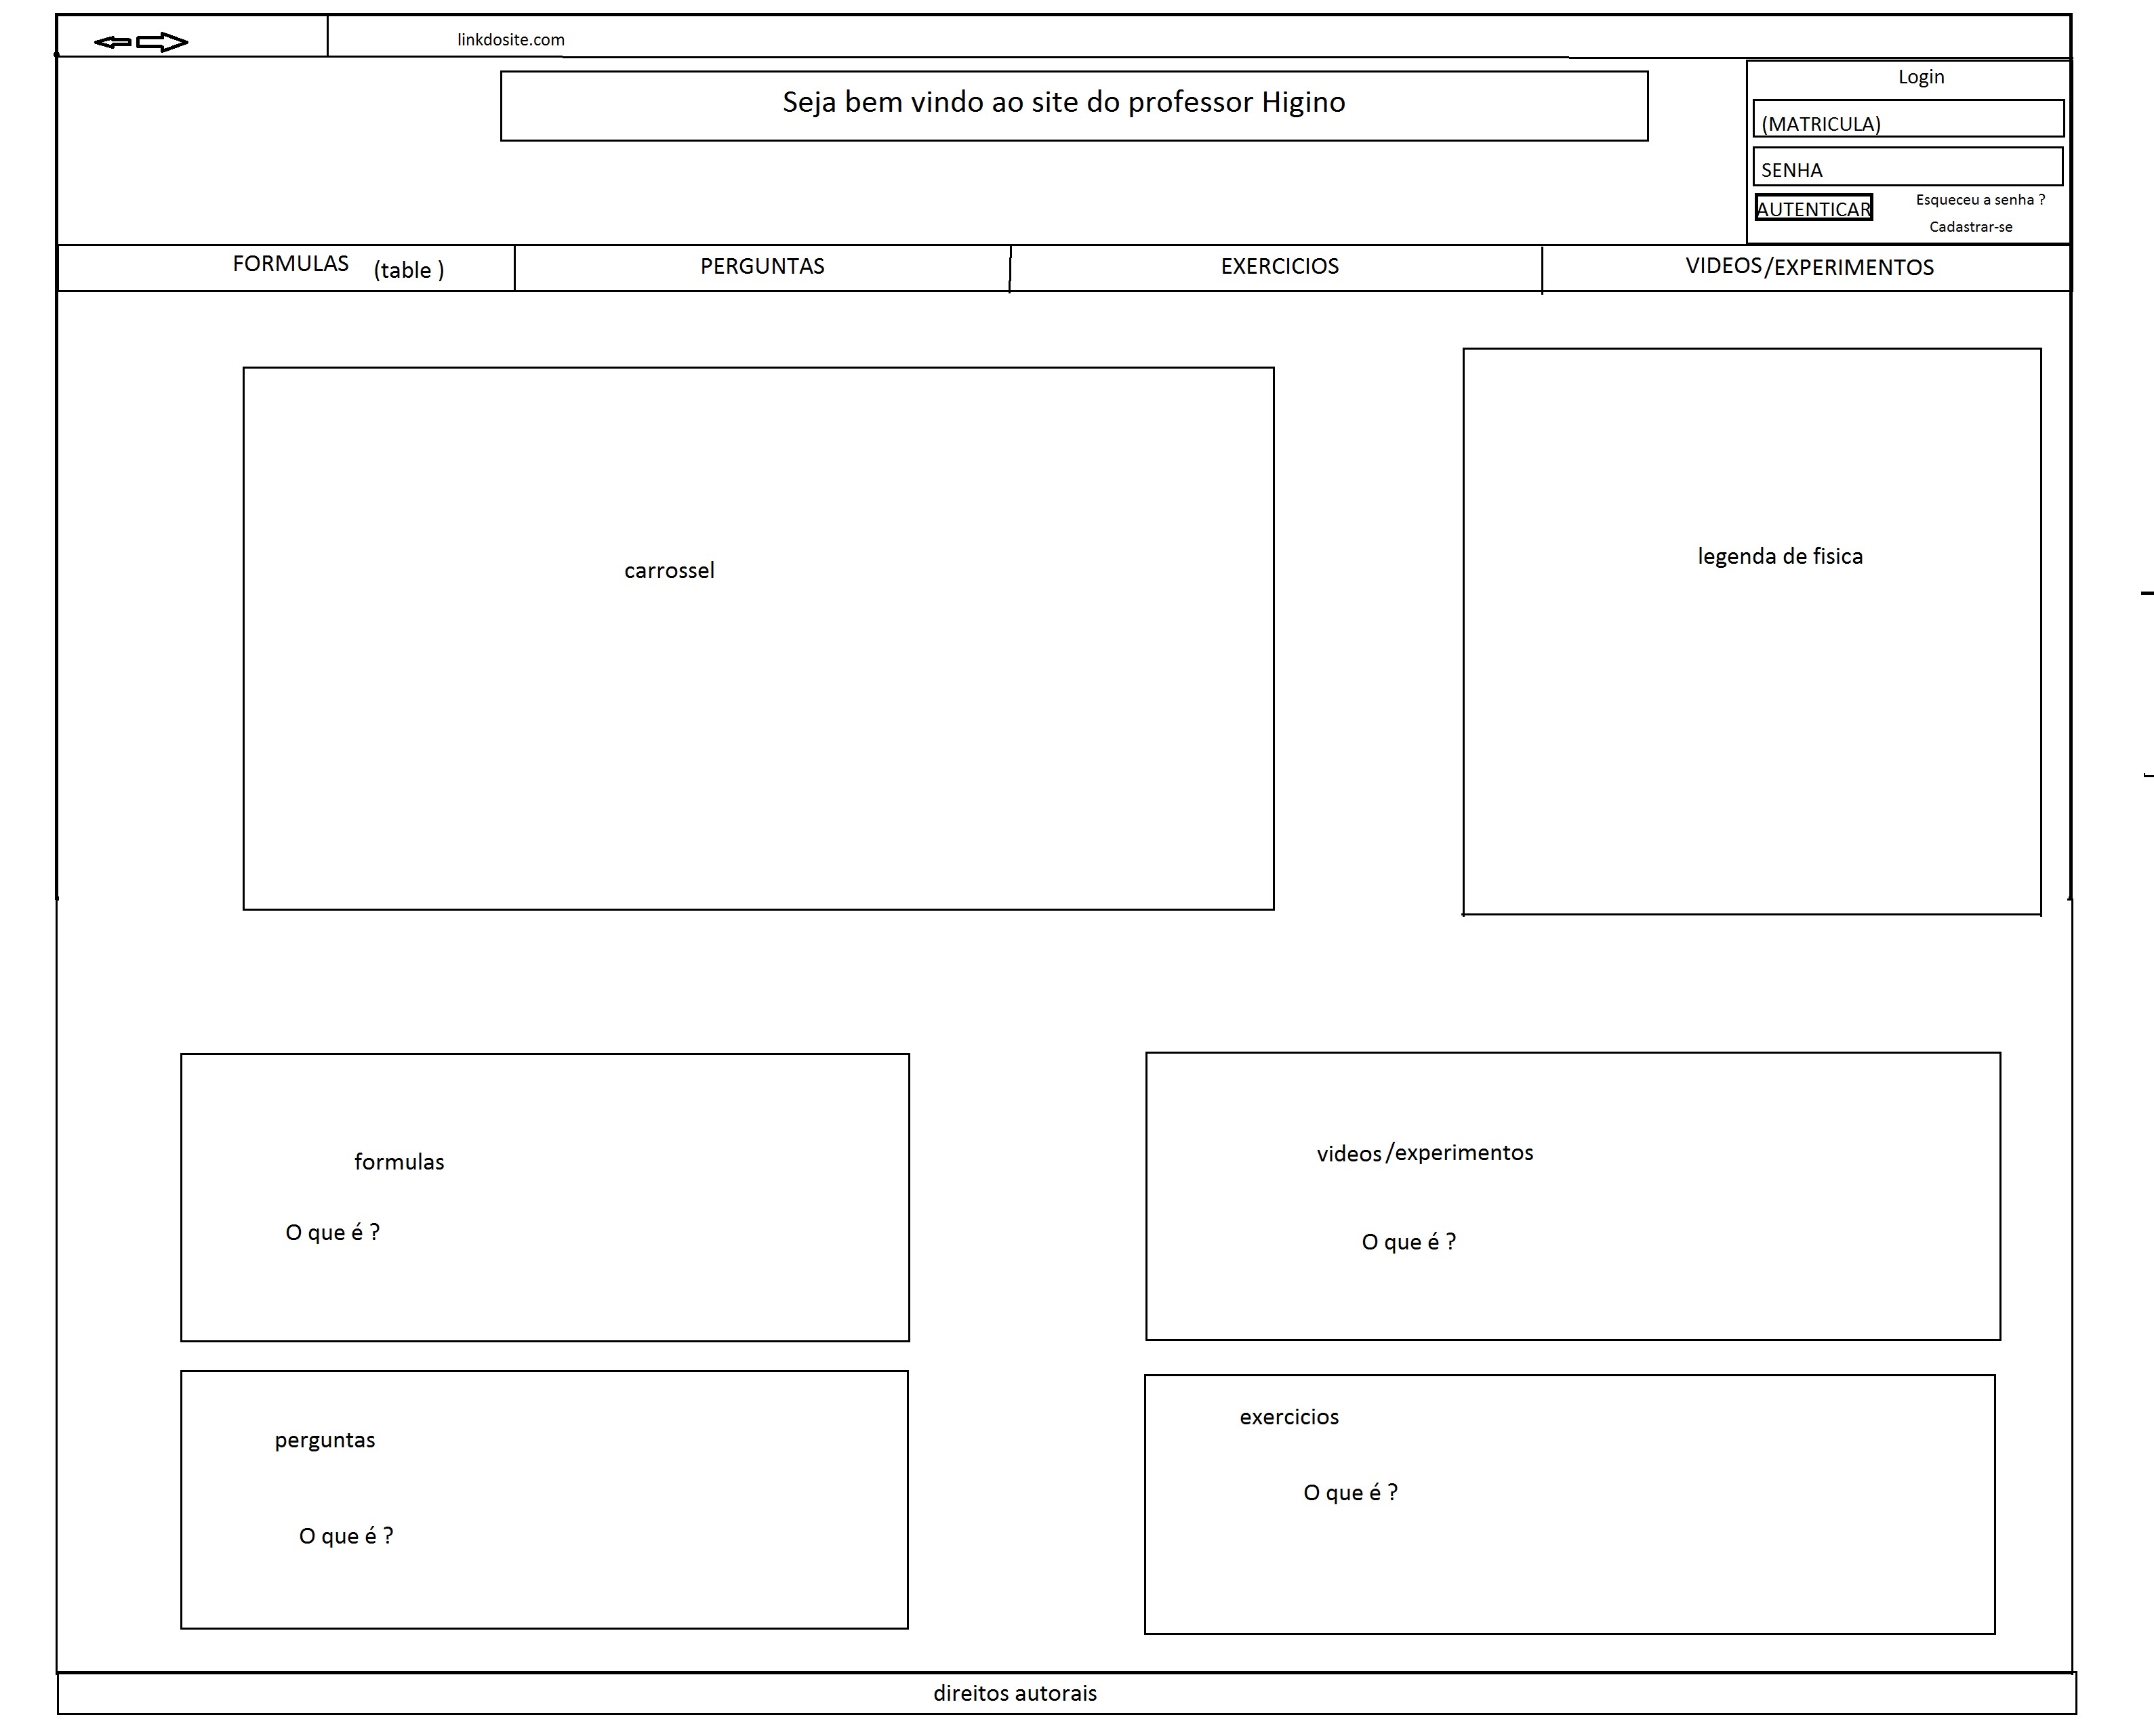 linkdosite.com
Seja bem vindo ao site do professor Higino
Login
(MATRICULA)
SENHA
AUTENTICAR
Esqueceu a senha ?
Cadastrar-se
FORMULAS (table )
PERGUNTAS
EXERCICIOS
VIDEOS/EXPERIMENTOS
carrossel
legenda de fisica
formulas
O que é ?
videos/experimentos
O que é ?
perguntas
O que é ?
exercicios
O que é ?
direitos autorais